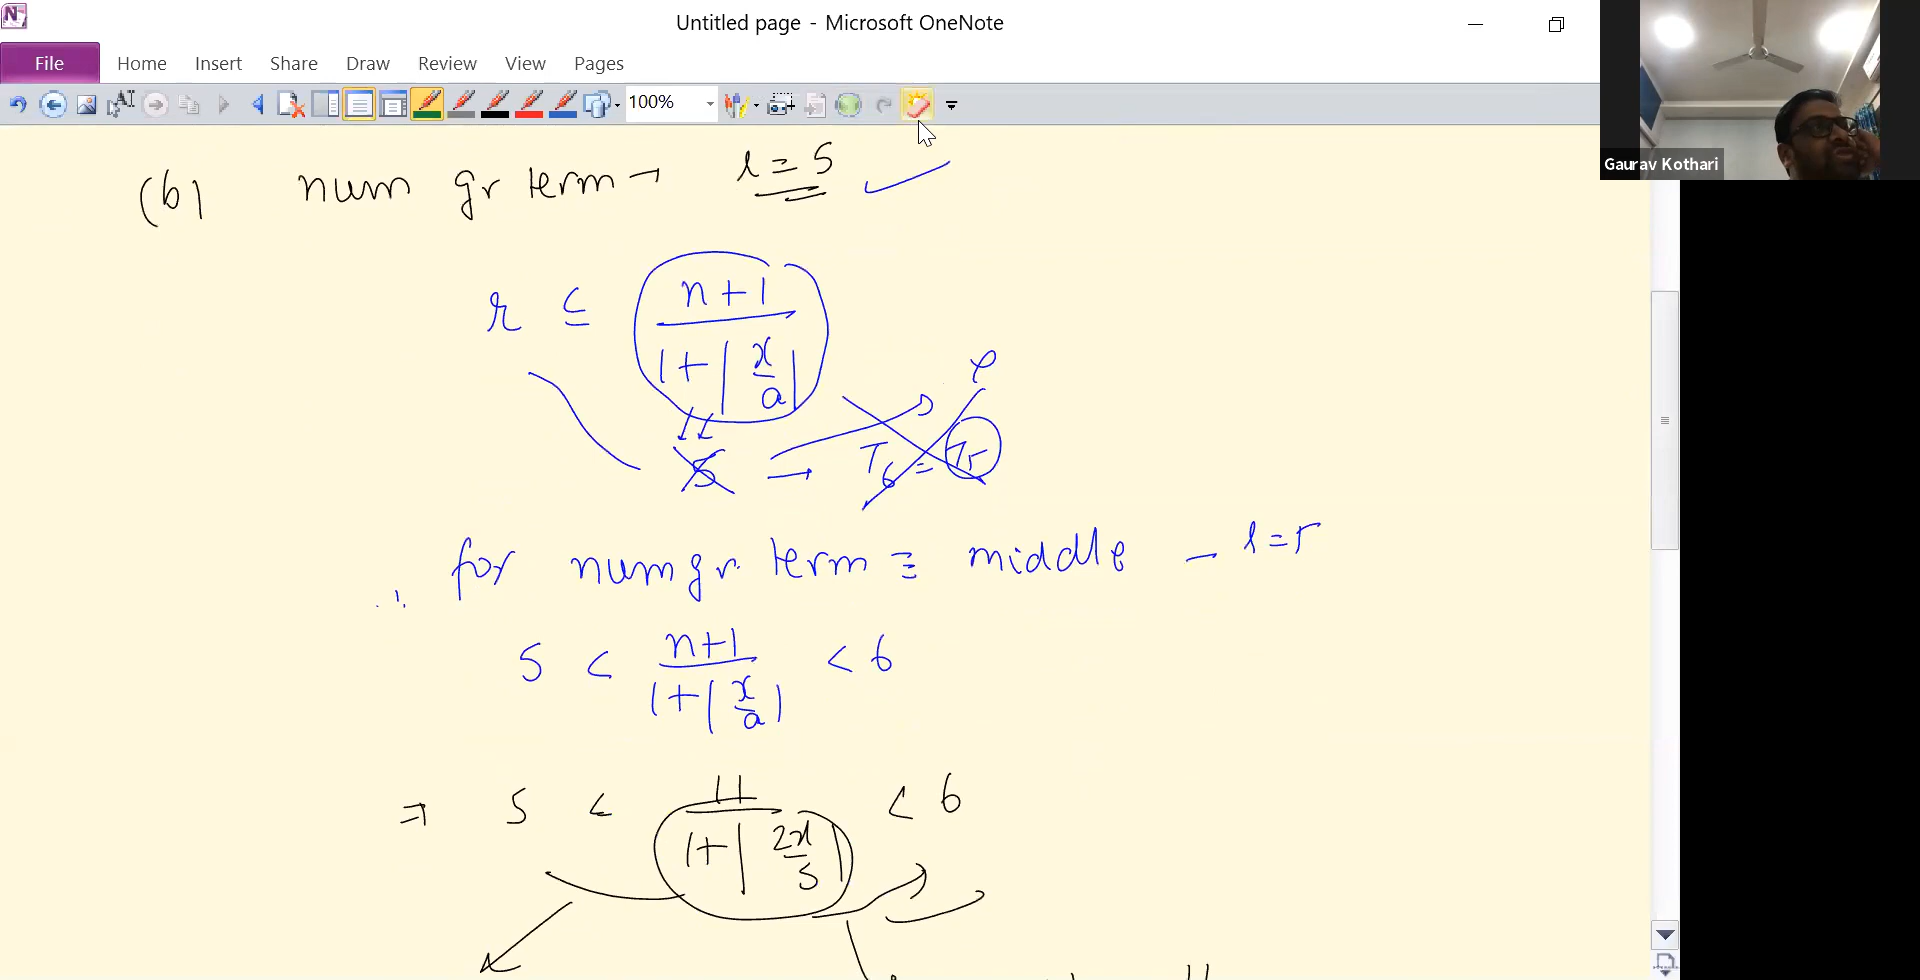 Untitled page - Microsoft OneNote
File Home Insert Share Draw Review View Pages
100%
Gaurav Kothari
(b) num gr term → r = 5
r ≤ n+1 / 1+|x/a|
5 → T6 = T5
∴ for num gr. term ≡ middle – r = 5
5 < n+1 / 1+|x/a| < 6
⇒ 5 < 11 / 1+|2x/5| < 6